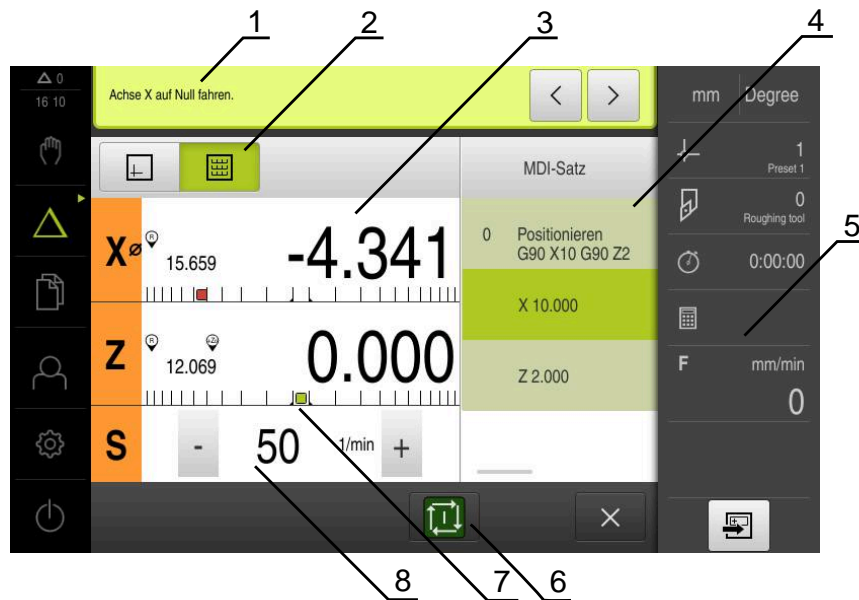 1 2 3 4
0
16 10
Achse X auf Null fahren.
< >
mm Degree
MDI-Satz
1
Preset 1
0
Roughing tool
5
X⌀
R
15.659
-4.341
0 Positionieren
G90 X10 G90 Z2
0:00:00
X 10.000
Z
R
12.069
0.000
Z 2.000
F mm/min
0
S
- 50 1/min +
8 7 6